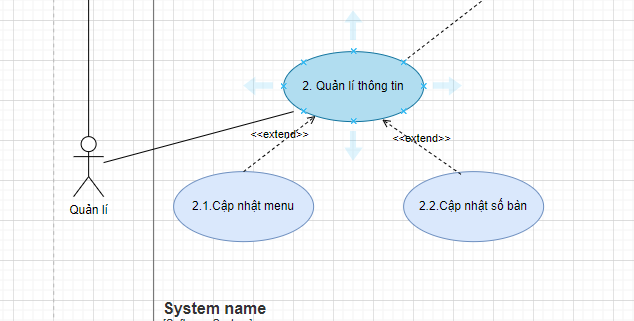 2. Quản lí thông tin
<<extend>>
<<extend>>
2.1.Cập nhật menu
2.2.Cập nhật số bàn
Quản lí
System name